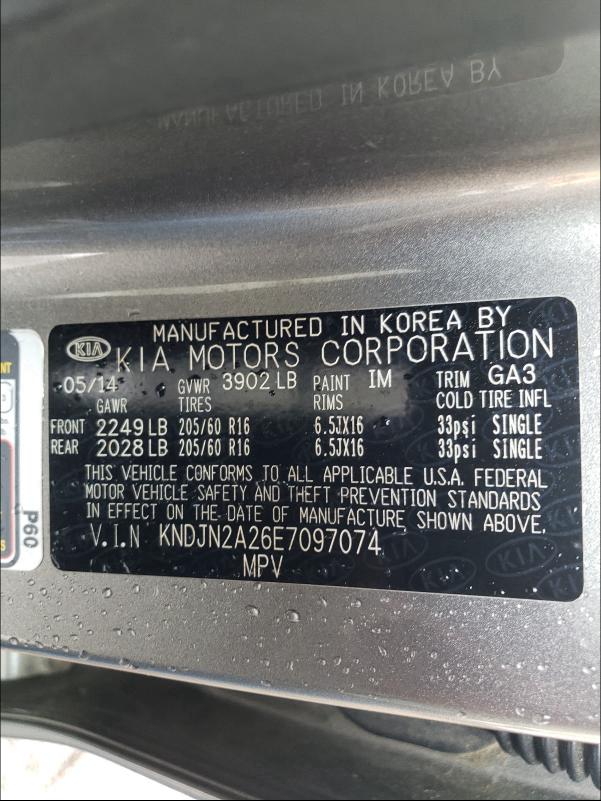 MANUFACTURED IN KOREA BY
KIA KIA MOTORS CORPORATION
05/14 GVWR 3902 LB PAINT IM TRIM GA3
GAWR TIRES RIMS COLD TIRE INFL
FRONT 2249 LB 205/60 R16 6.5JX16 33psi SINGLE
REAR 2028 LB 205/60 R16 6.5JX16 33psi SINGLE
THIS VEHICLE CONFORMS TO ALL APPLICABLE U.S.A. FEDERAL
MOTOR VEHICLE SAFETY AND THEFT PREVENTION STANDARDS
IN EFFECT ON THE DATE OF MANUFACTURE SHOWN ABOVE.
V.I.N KNDJN2A26E7097074
MPV
P60